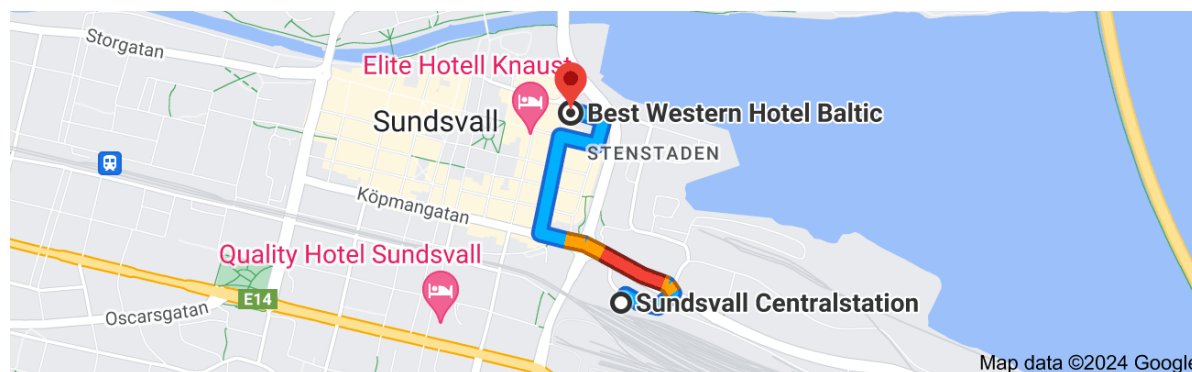 Storgatan
Elite Hotell Knaust
Sundsvall
Best Western Hotel Baltic
STENSTADEN
Köpmangatan
Quality Hotel Sundsvall
E14
Oscarsgatan
Sundsvall Centralstation
Map data ©2024 Google